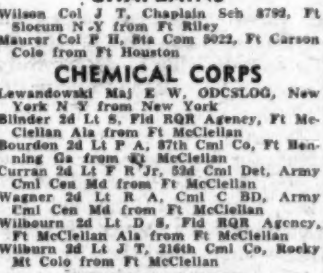 Wilson Col J T, Chaplain Sch 8792, Ft
Slocum N Y from Ft Riley
Maurer Col P H, Sta Com 5022, Ft Carson
Colo from Ft Houston
CHEMICAL CORPS
Lewandowski Maj E W, ODCSLOG, New
York N Y from New York
Blinder 2d Lt S, Fld RQR Agency, Ft Mc-
Clellan Ala from Ft McClellan
Bourdon 2d Lt P A, 87th Cml Co, Ft Ben-
ning Ga from Ft McClellan
Curran 2d Lt F R Jr, 52d Cml Det, Army
Cml Cen Md from Ft McClellan
Wagner 2d Lt R A, Cml C BD, Army
Cml Cen Md from Ft McClellan
Wilbourn 2d Lt D S, Fld RQR Agency,
Ft McClellan Ala from Ft McClellan
Wilburn 2d Lt J T, 216th Cml Co, Rocky
Mt Colo from Ft McClellan